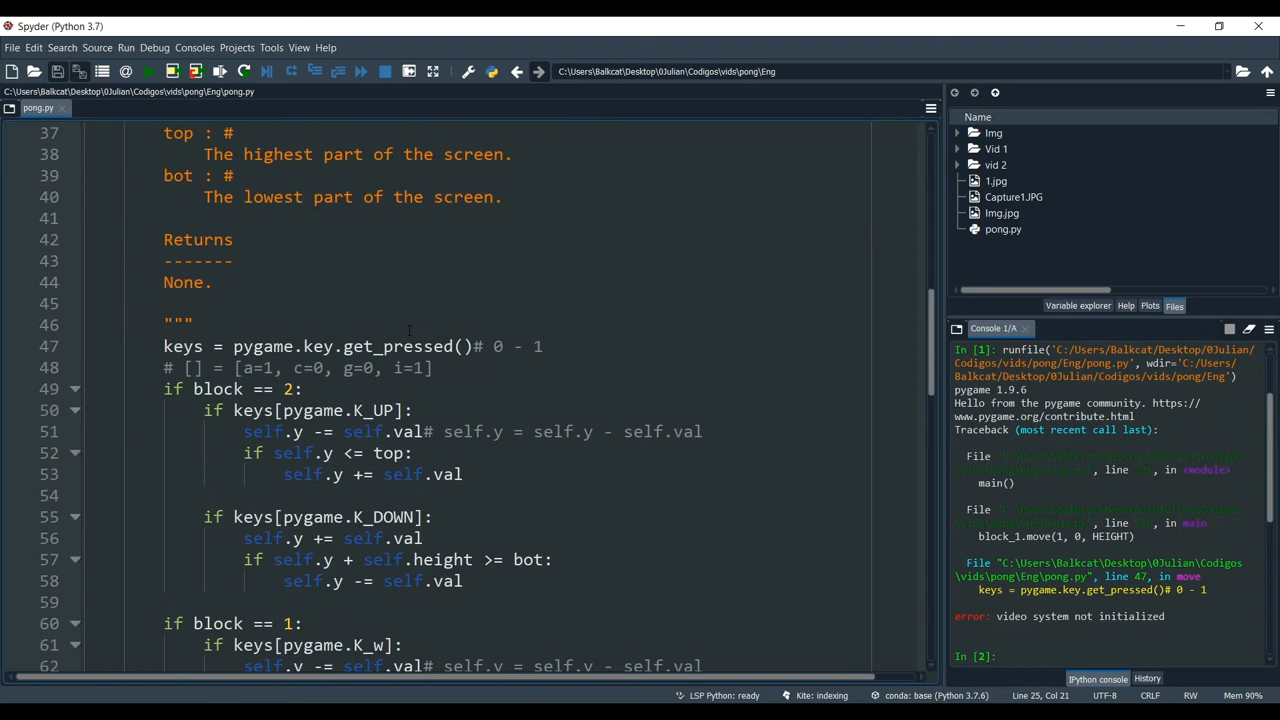 Spyder (Python 3.7)
File Edit Search Source Run Debug Consoles Projects Tools View Help
C:\Users\Balkcat\Desktop\0Julian\Codigos\vids\pong\Eng
C:\Users\Balkcat\Desktop\0Julian\Codigos\vids\pong\Eng\pong.py
pong.py
37 top : #
38 The highest part of the screen.
39 bot : #
40 The lowest part of the screen.
41
42 Returns
43 -------
44 None.
45
46 """
47 keys = pygame.key.get_pressed()# 0 - 1
48 # [] = [a=1, c=0, g=0, i=1]
49 if block == 2:
50 if keys[pygame.K_UP]:
51 self.y -= self.val# self.y = self.y - self.val
52 if self.y <= top:
53 self.y += self.val
54
55 if keys[pygame.K_DOWN]:
56 self.y += self.val
57 if self.y + self.height >= bot:
58 self.y -= self.val
59
60 if block == 1:
61 if keys[pygame.K_w]:
62 self.y -= self.val# self.y = self.y - self.val
Name
Img
Vid 1
vid 2
1.jpg
Capture1.JPG
Img.jpg
pong.py
Variable explorer Help Plots Files
Console 1/A
In [1]: runfile('C:/Users/Balkcat/Desktop/0Julian/
Codigos/vids/pong/Eng/pong.py', wdir='C:/Users/
Balkcat/Desktop/0Julian/Codigos/vids/pong/Eng')
pygame 1.9.6
Hello from the pygame community. https://
www.pygame.org/contribute.html
Traceback (most recent call last):
File
in <module>
main()
File
in main
block_1.move(1, 0, HEIGHT)
File "C:\Users\Balkcat\Desktop\0Julian\Codigos
\vids\pong\Eng\pong.py", line 47, in move
keys = pygame.key.get_pressed()# 0 - 1
error: video system not initialized
In [2]:
IPython console History
LSP Python: ready Kite: indexing conda: base (Python 3.7.6) Line 25, Col 21 UTF-8 CRLF RW Mem 90%